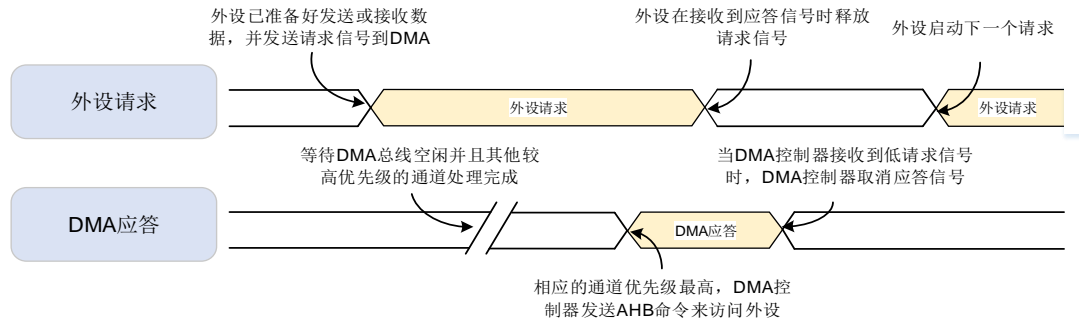 外设已准备好发送或接收数
据，并发送请求信号到DMA
外设在接收到应答信号时释放
请求信号
外设启动下一个请求
外设请求
外设请求
外设请求
等待DMA总线空闲并且其他较
高优先级的通道处理完成
当DMA控制器接收到低请求信号
时，DMA控制器取消应答信号
DMA应答
DMA应答
相应的通道优先级最高，DMA控
制器发送AHB命令来访问外设